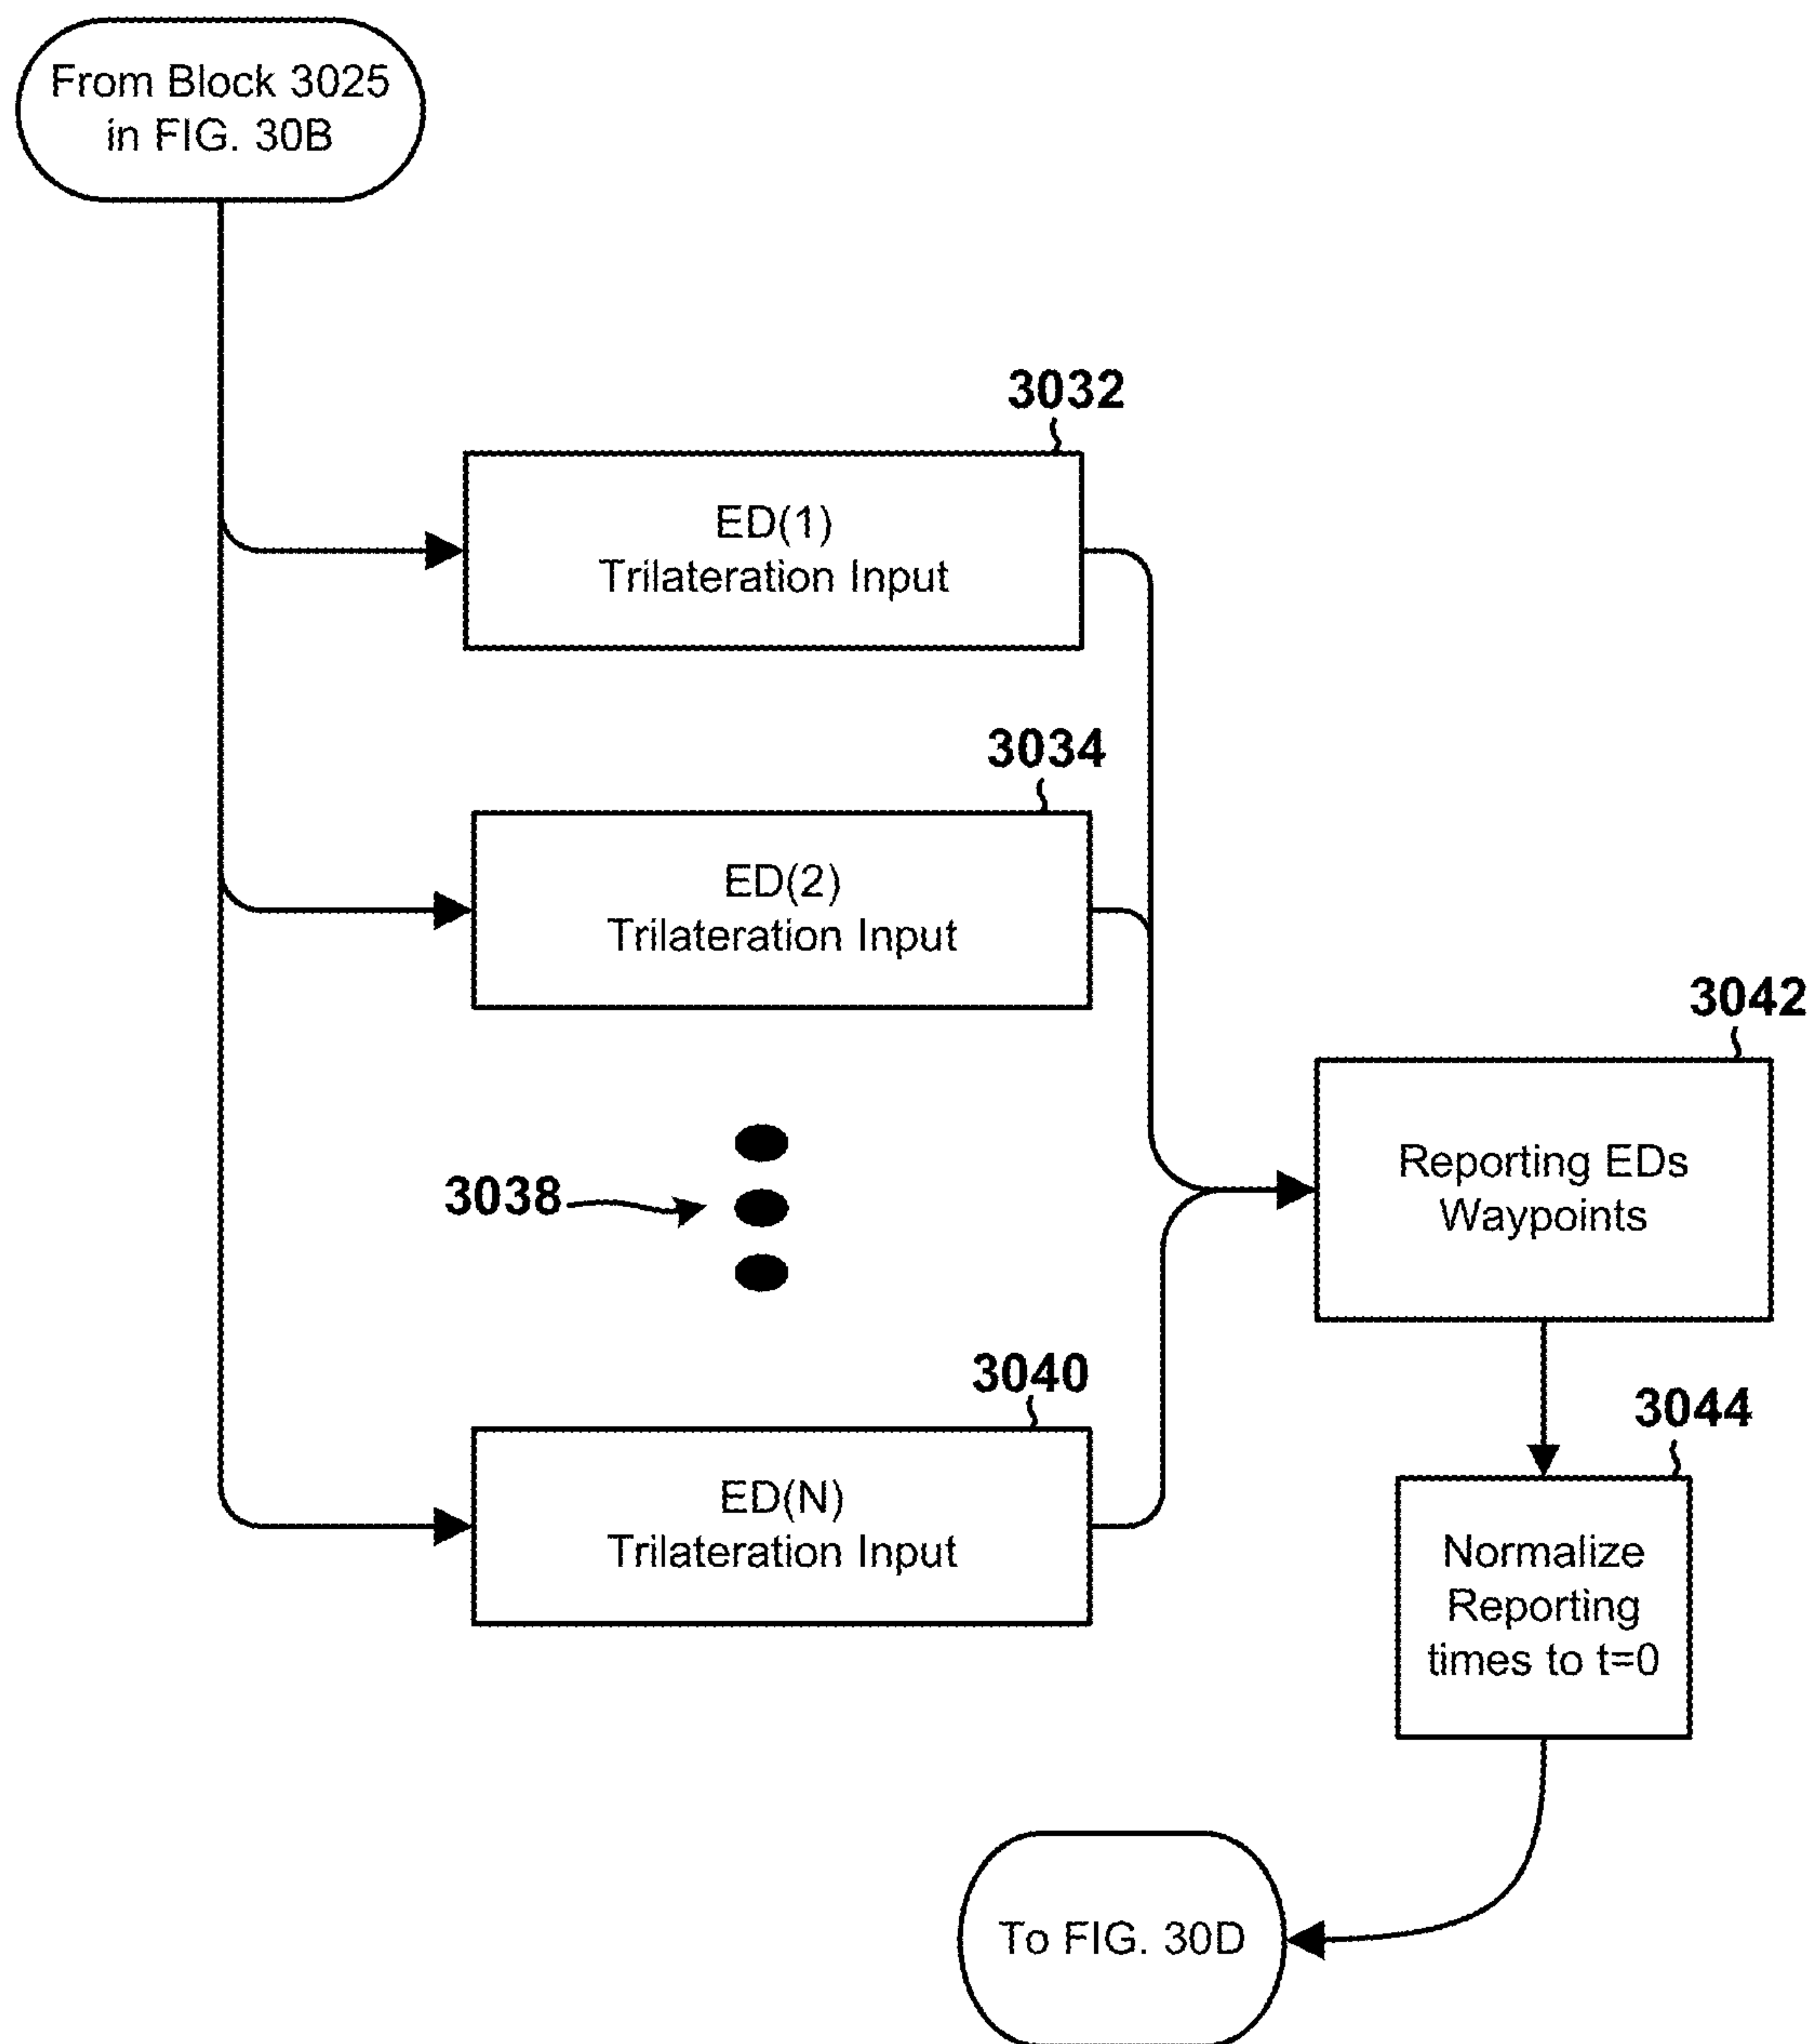 From Block 3025
in FIG. 30B
3032
ED(1)
Trilateration Input
3034
ED(2)
Trilateration Input
3042
Reporting EDs
Waypoints
3038
3040
ED(N)
Trilateration Input
3044
Normalize
Reporting
times to t=0
To FIG. 30D